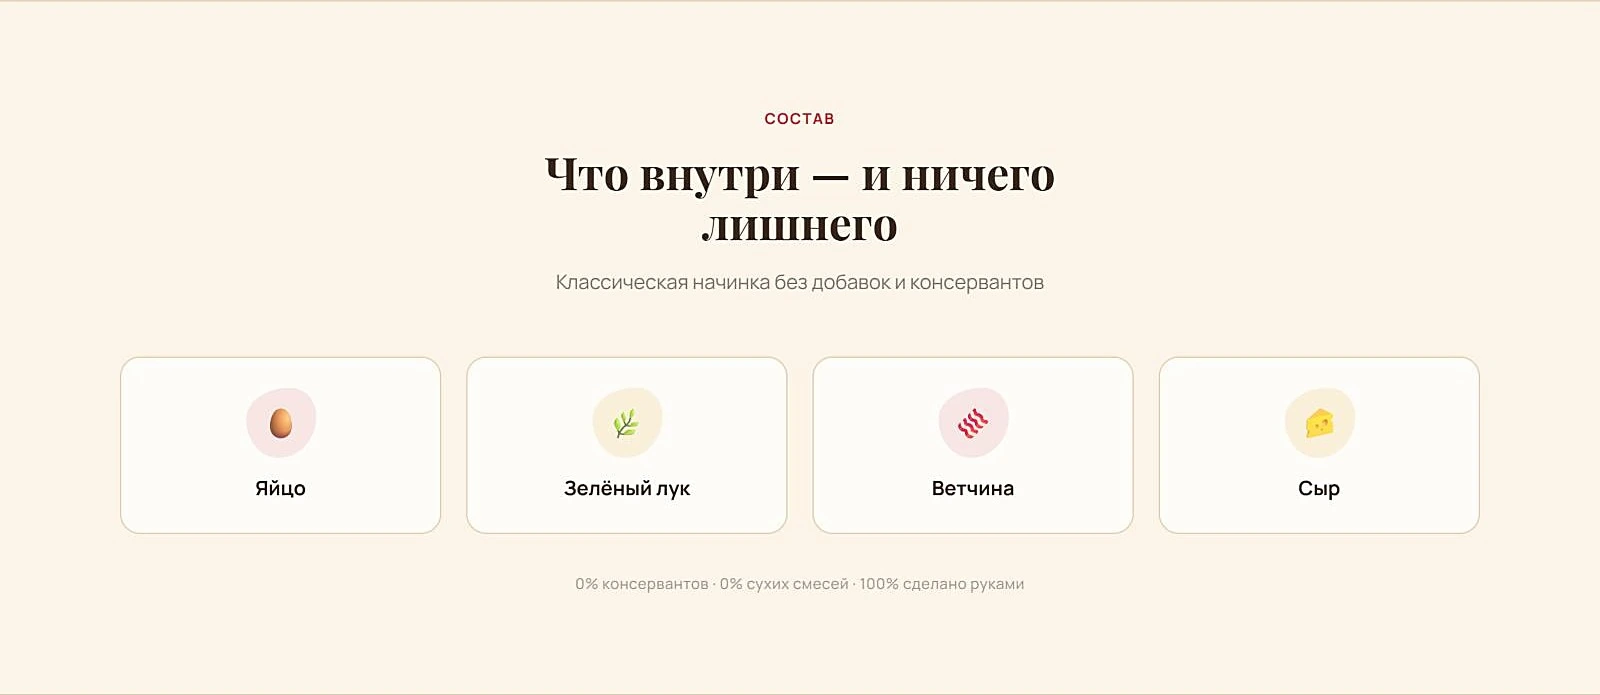 СОСТАВ
Что внутри — и ничего
лишнего
Классическая начинка без добавок и консервантов
Яйцо
Зелёный лук
Ветчина
Сыр
0% консервантов · 0% сухих смесей · 100% сделано руками